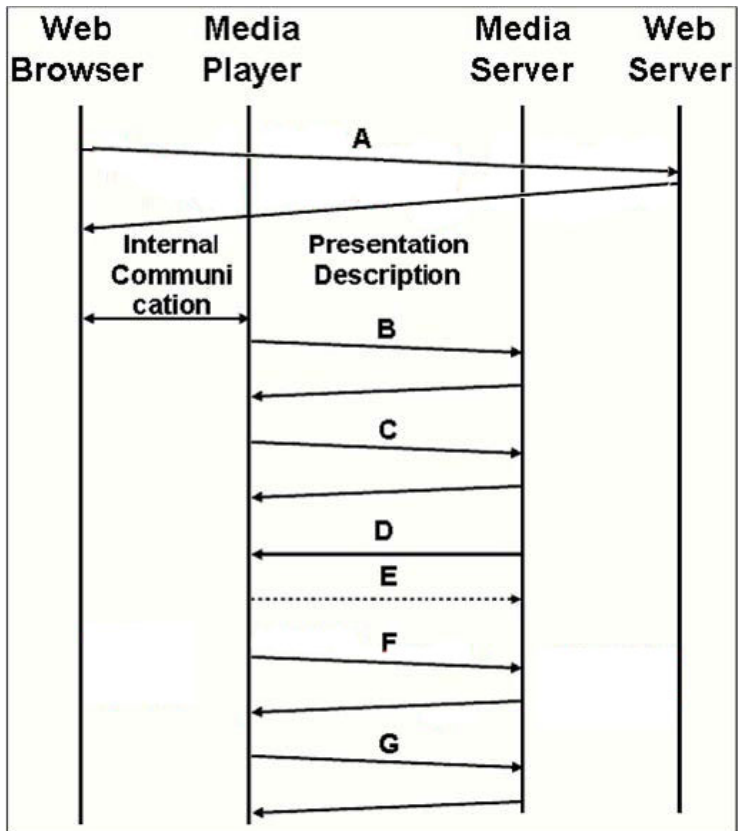 Web Browser
Media Player
Media Server
Web Server
A
Internal
Communi
cation
Presentation
Description
B
C
D
E
F
G